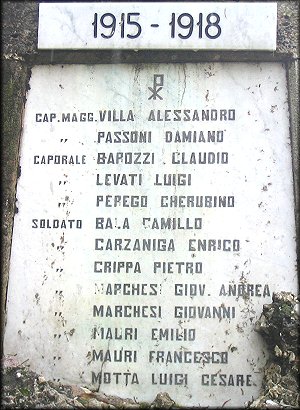 1915 - 1918
CAP. MAGG. VILLA ALESSANDRO
„ PASSONI DAMIANO
CAPORALE BAPOZZI CLAUDIO
„ LEVATI LUIGI
„ PEPEGO CHERUBINO
SOLDATO BALA CAMILLO
„ CARZANIGA ENRICO
„ CRIPPA PIETRO
„ MARCHESI GIOV. ANDREA
„ MARCHESI GIOVANNI
„ MAURI EMILIO
„ MAURI FRANCESCO
„ MOTTA LUIGI CESARE